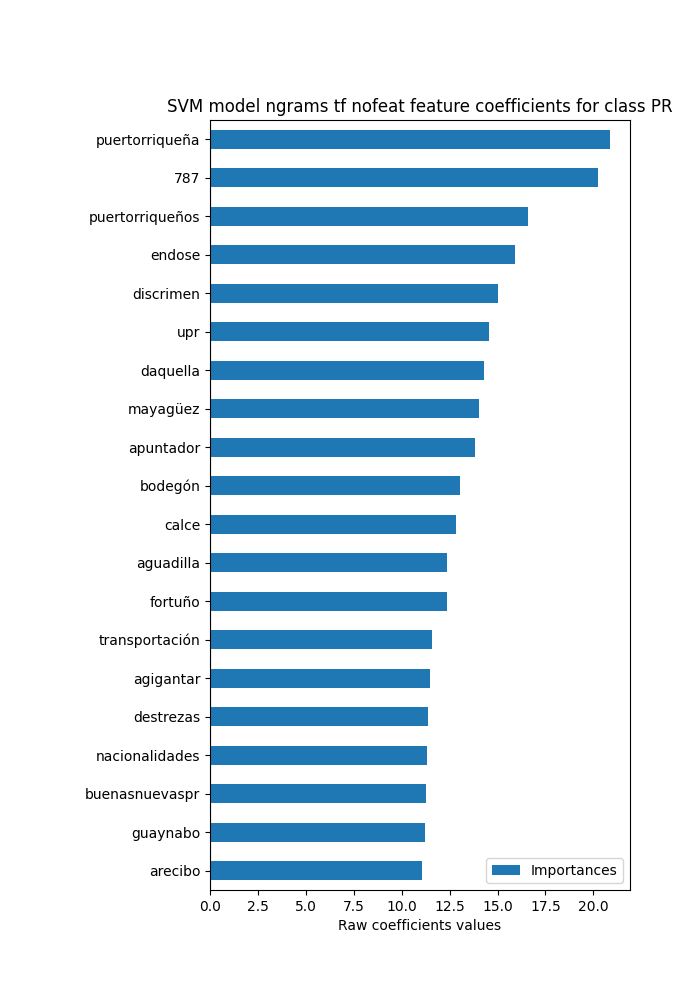 SVM model ngrams tf nofeat feature coefficients for class PR
puertorriqueña
787
puertorriqueños
endose
discrimen
upr
daquella
mayagüez
apuntador
bodegón
calce
aguadilla
fortuño
transportación
agigantar
destrezas
nacionalidades
buenasnuevaspr
guaynabo
arecibo
Importances
0.0 2.5 5.0 7.5 10.0 12.5 15.0 17.5 20.0
Raw coefficients values